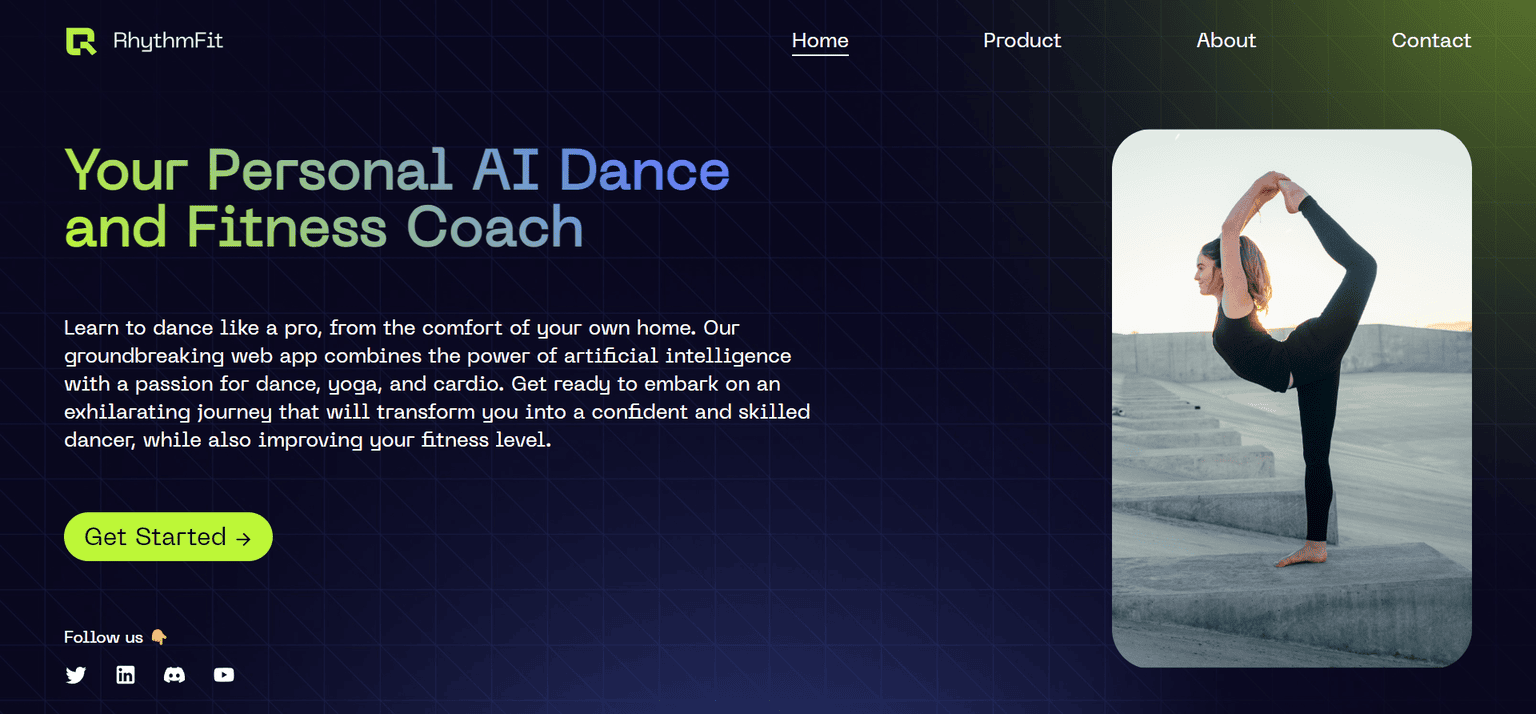 RhythmFit
Home
Product
About
Contact
Your Personal AI Dance
and Fitness Coach
Learn to dance like a pro, from the comfort of your own home. Our
groundbreaking web app combines the power of artificial intelligence
with a passion for dance, yoga, and cardio. Get ready to embark on an
exhilarating journey that will transform you into a confident and skilled
dancer, while also improving your fitness level.
Get Started →
Follow us 👇🏼